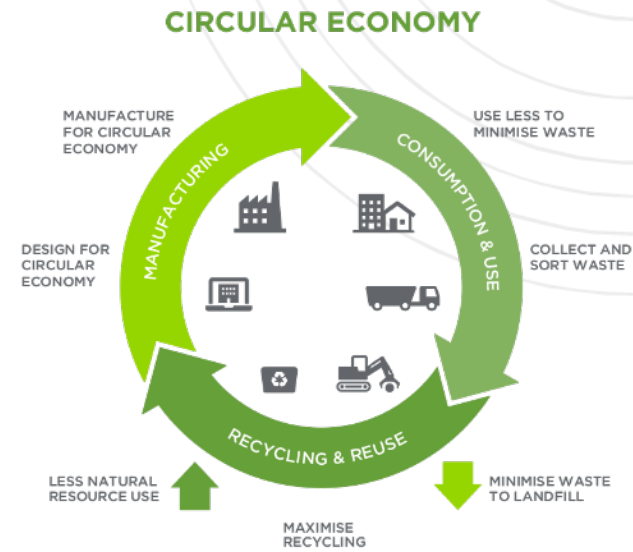 CIRCULAR ECONOMY
MANUFACTURE
FOR CIRCULAR
ECONOMY
USE LESS TO
MINIMISE WASTE
MANUFACTURING
CONSUMPTION & USE
DESIGN FOR
CIRCULAR
ECONOMY
COLLECT AND
SORT WASTE
RECYCLING & REUSE
LESS NATURAL
RESOURCE USE
MINIMISE WASTE
TO LANDFILL
MAXIMISE
RECYCLING